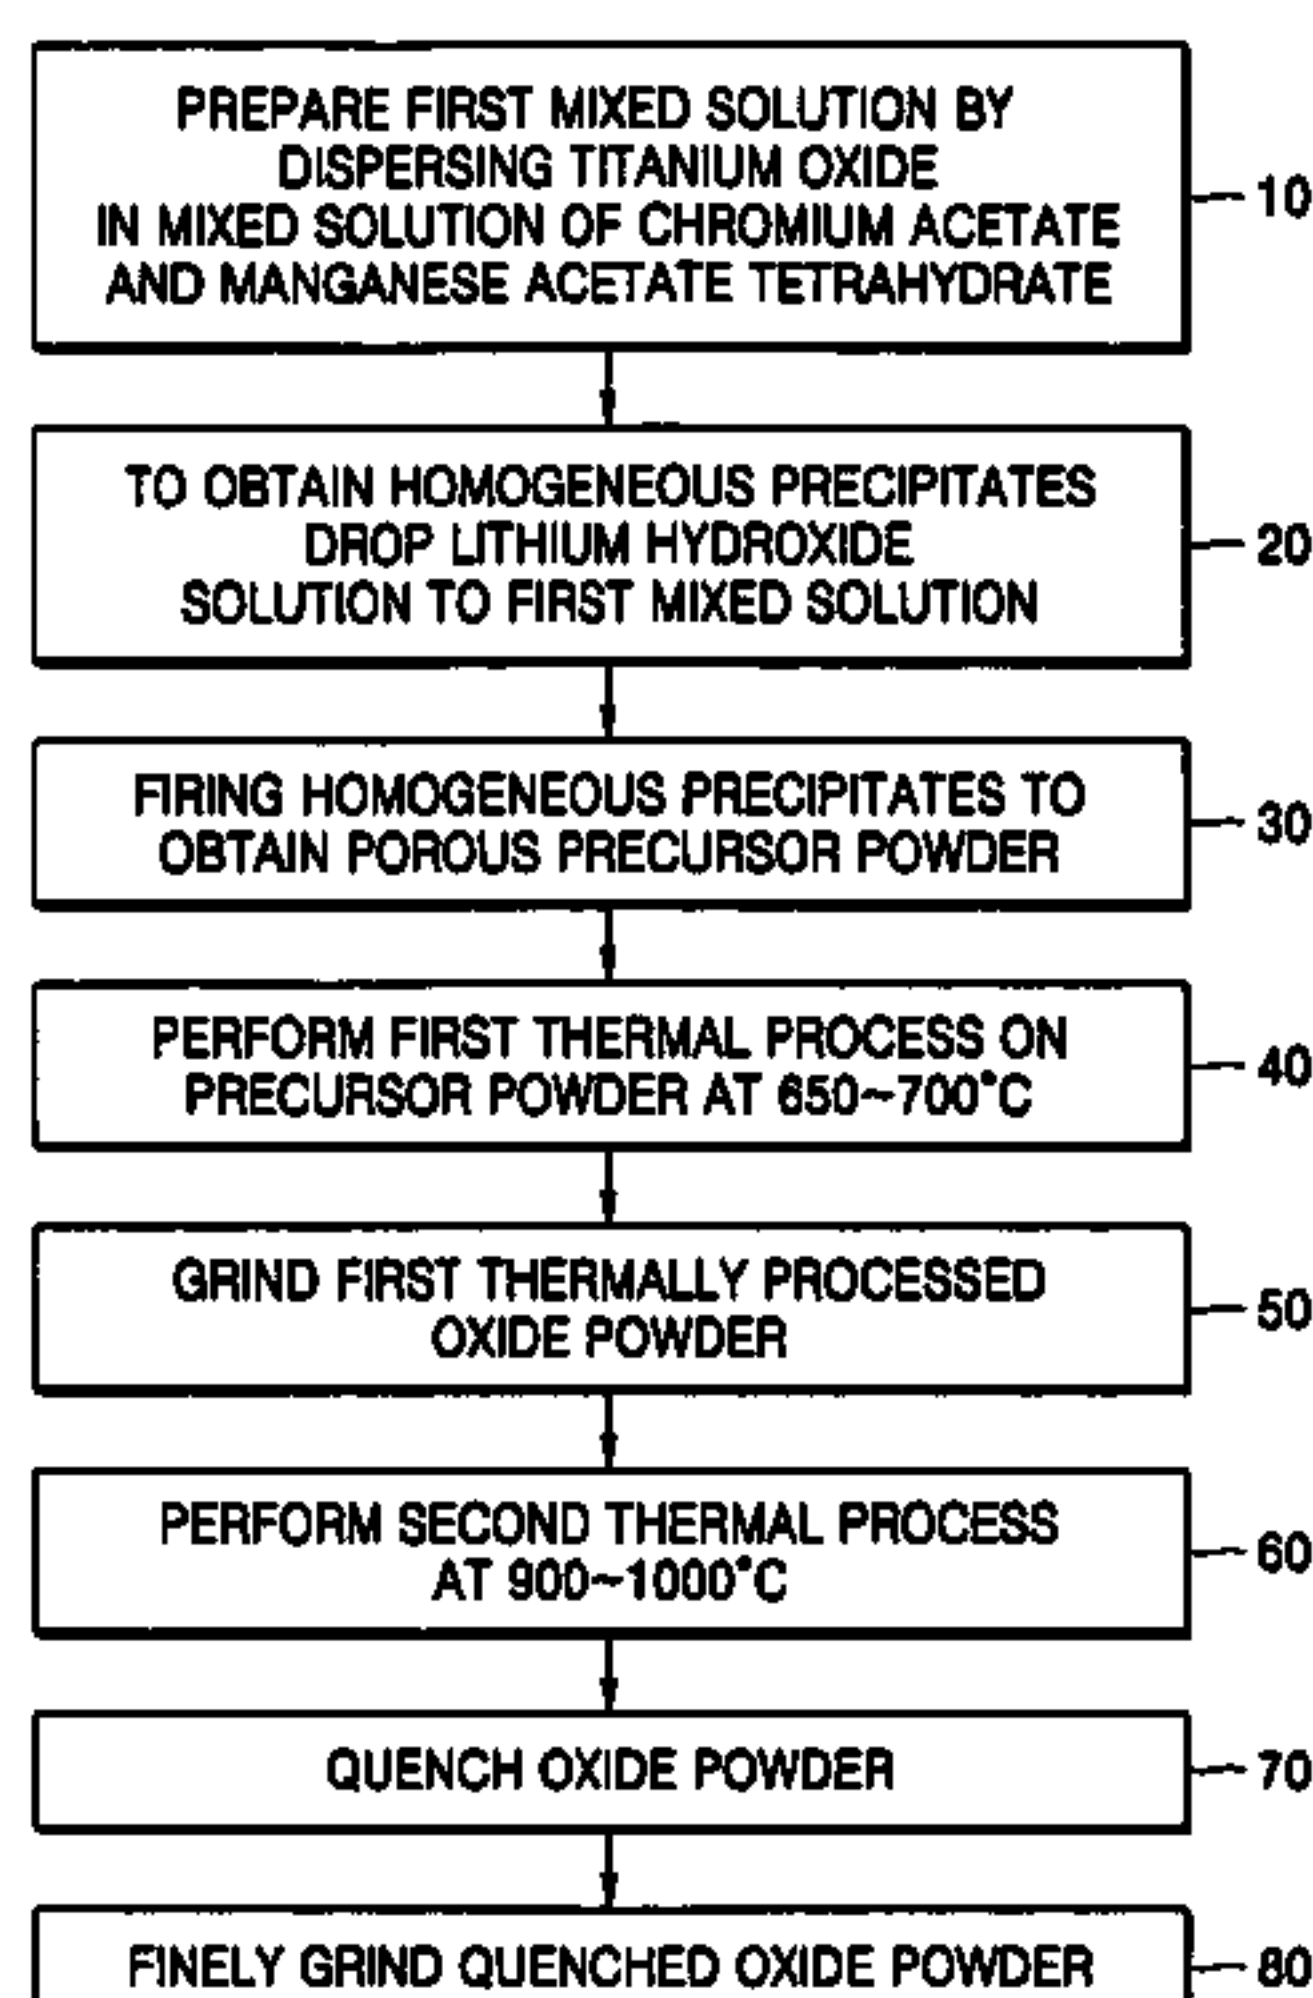 PREPARE FIRST MIXED SOLUTION BY
DISPERSING TITANIUM OXIDE
IN MIXED SOLUTION OF CHROMIUM ACETATE
AND MANGANESE ACETATE TETRAHYDRATE
10
TO OBTAIN HOMOGENEOUS PRECIPITATES
DROP LITHIUM HYDROXIDE
SOLUTION TO FIRST MIXED SOLUTION
20
FIRING HOMOGENEOUS PRECIPITATES TO
OBTAIN POROUS PRECURSOR POWDER
30
PERFORM FIRST THERMAL PROCESS ON
PRECURSOR POWDER AT 650~700°C
40
GRIND FIRST THERMALLY PROCESSED
OXIDE POWDER
50
PERFORM SECOND THERMAL PROCESS
AT 900~1000°C
60
QUENCH OXIDE POWDER
70
FINELY GRIND QUENCHED OXIDE POWDER
80